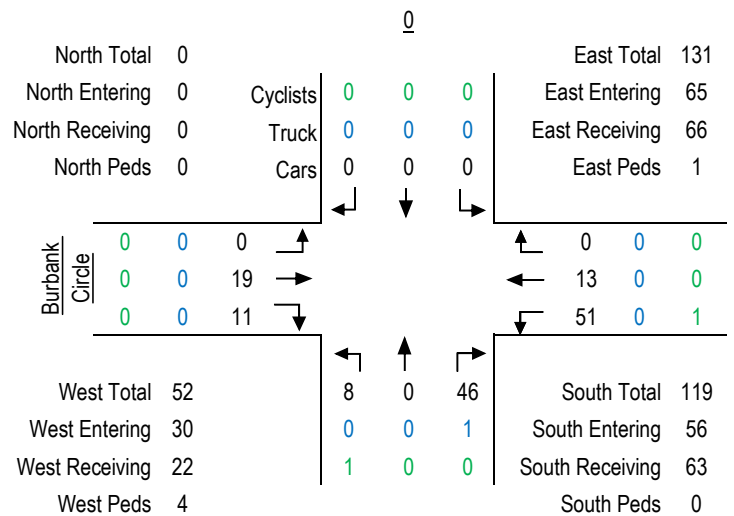 0
North Total 0
North Entering 0
North Receiving 0
North Peds 0
East Total 131
East Entering 65
East Receiving 66
East Peds 1
Cyclists 0 0 0
Truck 0 0 0
Cars 0 0 0
Burbank
Circle
0 0 0
0 0 19
0 0 11
0 0 0
13 0 0
51 0 1
8 0 46
0 0 1
1 0 0
West Total 52
West Entering 30
West Receiving 22
West Peds 4
South Total 119
South Entering 56
South Receiving 63
South Peds 0